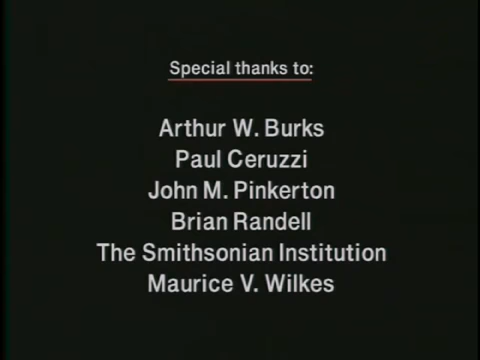 Special thanks to:
Arthur W. Burks
Paul Ceruzzi
John M. Pinkerton
Brian Randell
The Smithsonian Institution
Maurice V. Wilkes